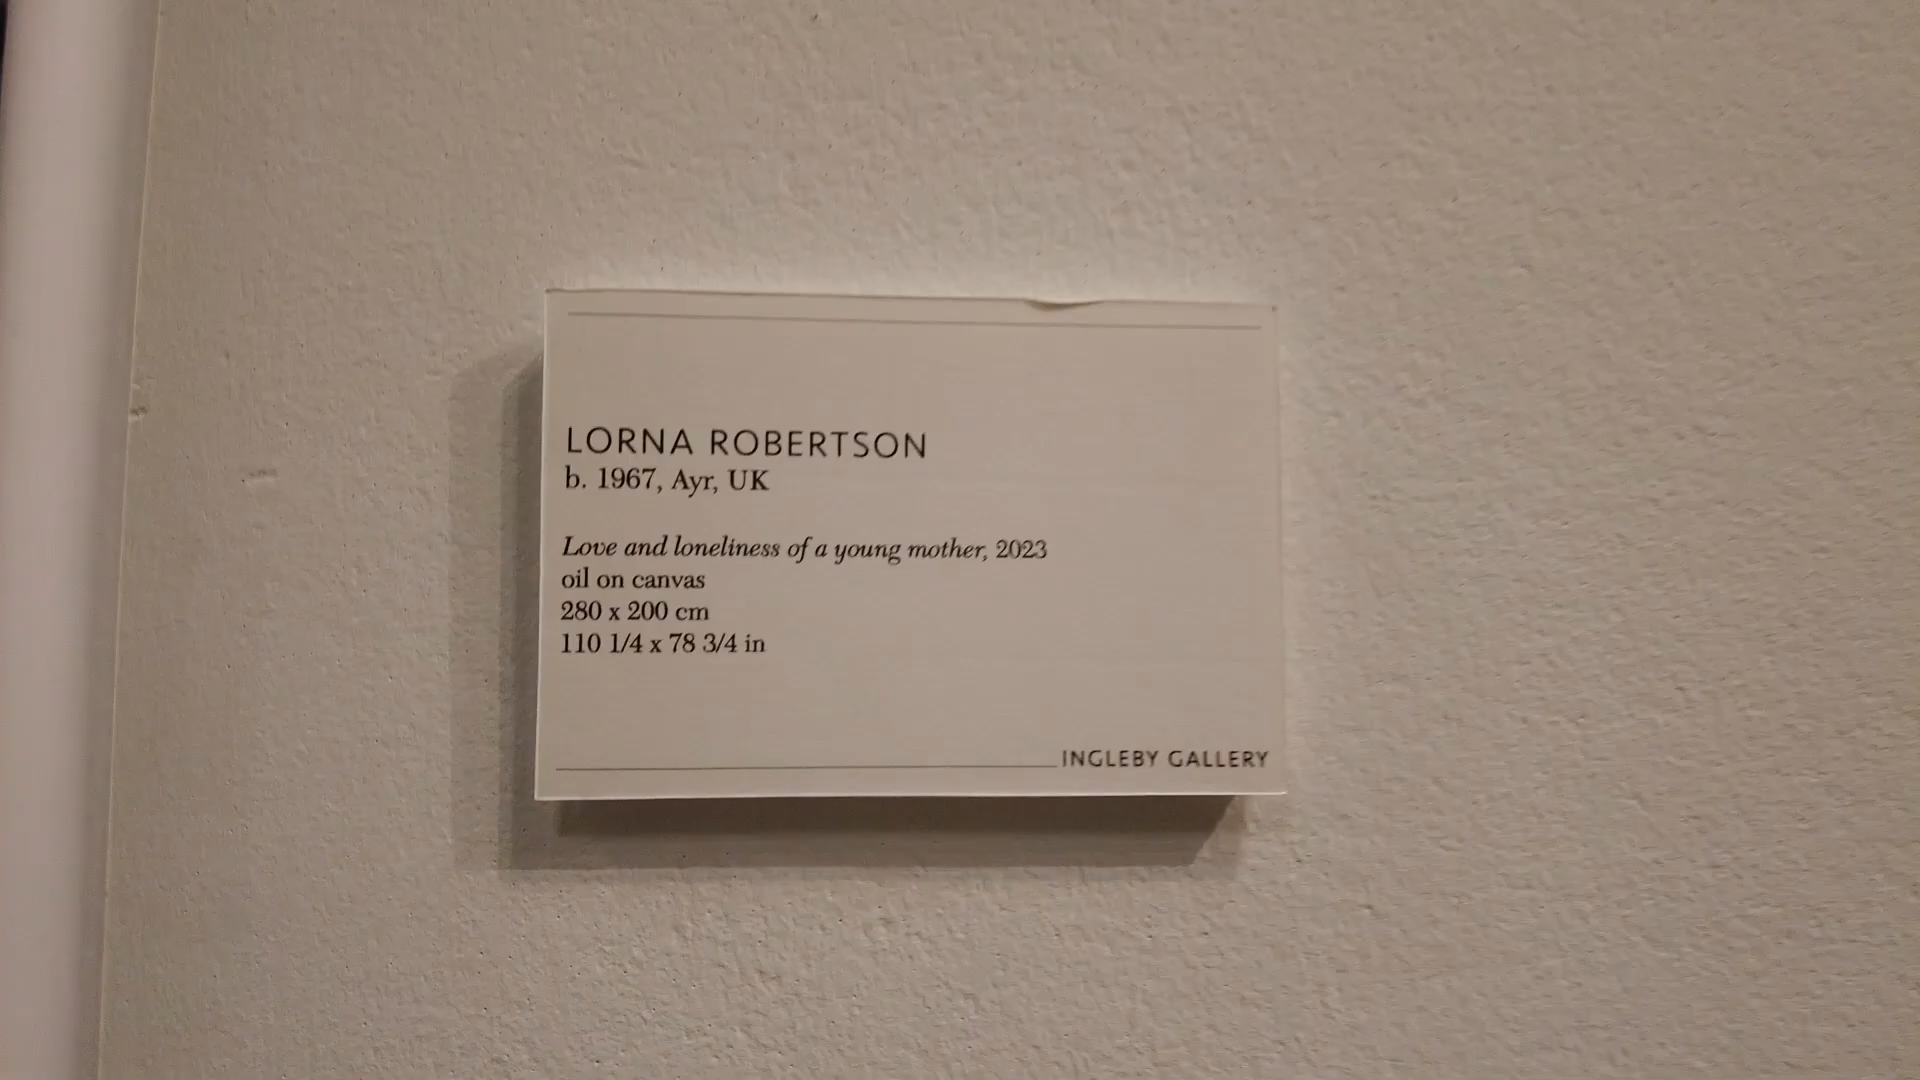 LORNA ROBERTSON
b. 1967, Ayr, UK
Love and loneliness of a young mother, 2023
oil on canvas
280 x 200 cm
110 1/4 x 78 3/4 in
INGLEBY GALLERY